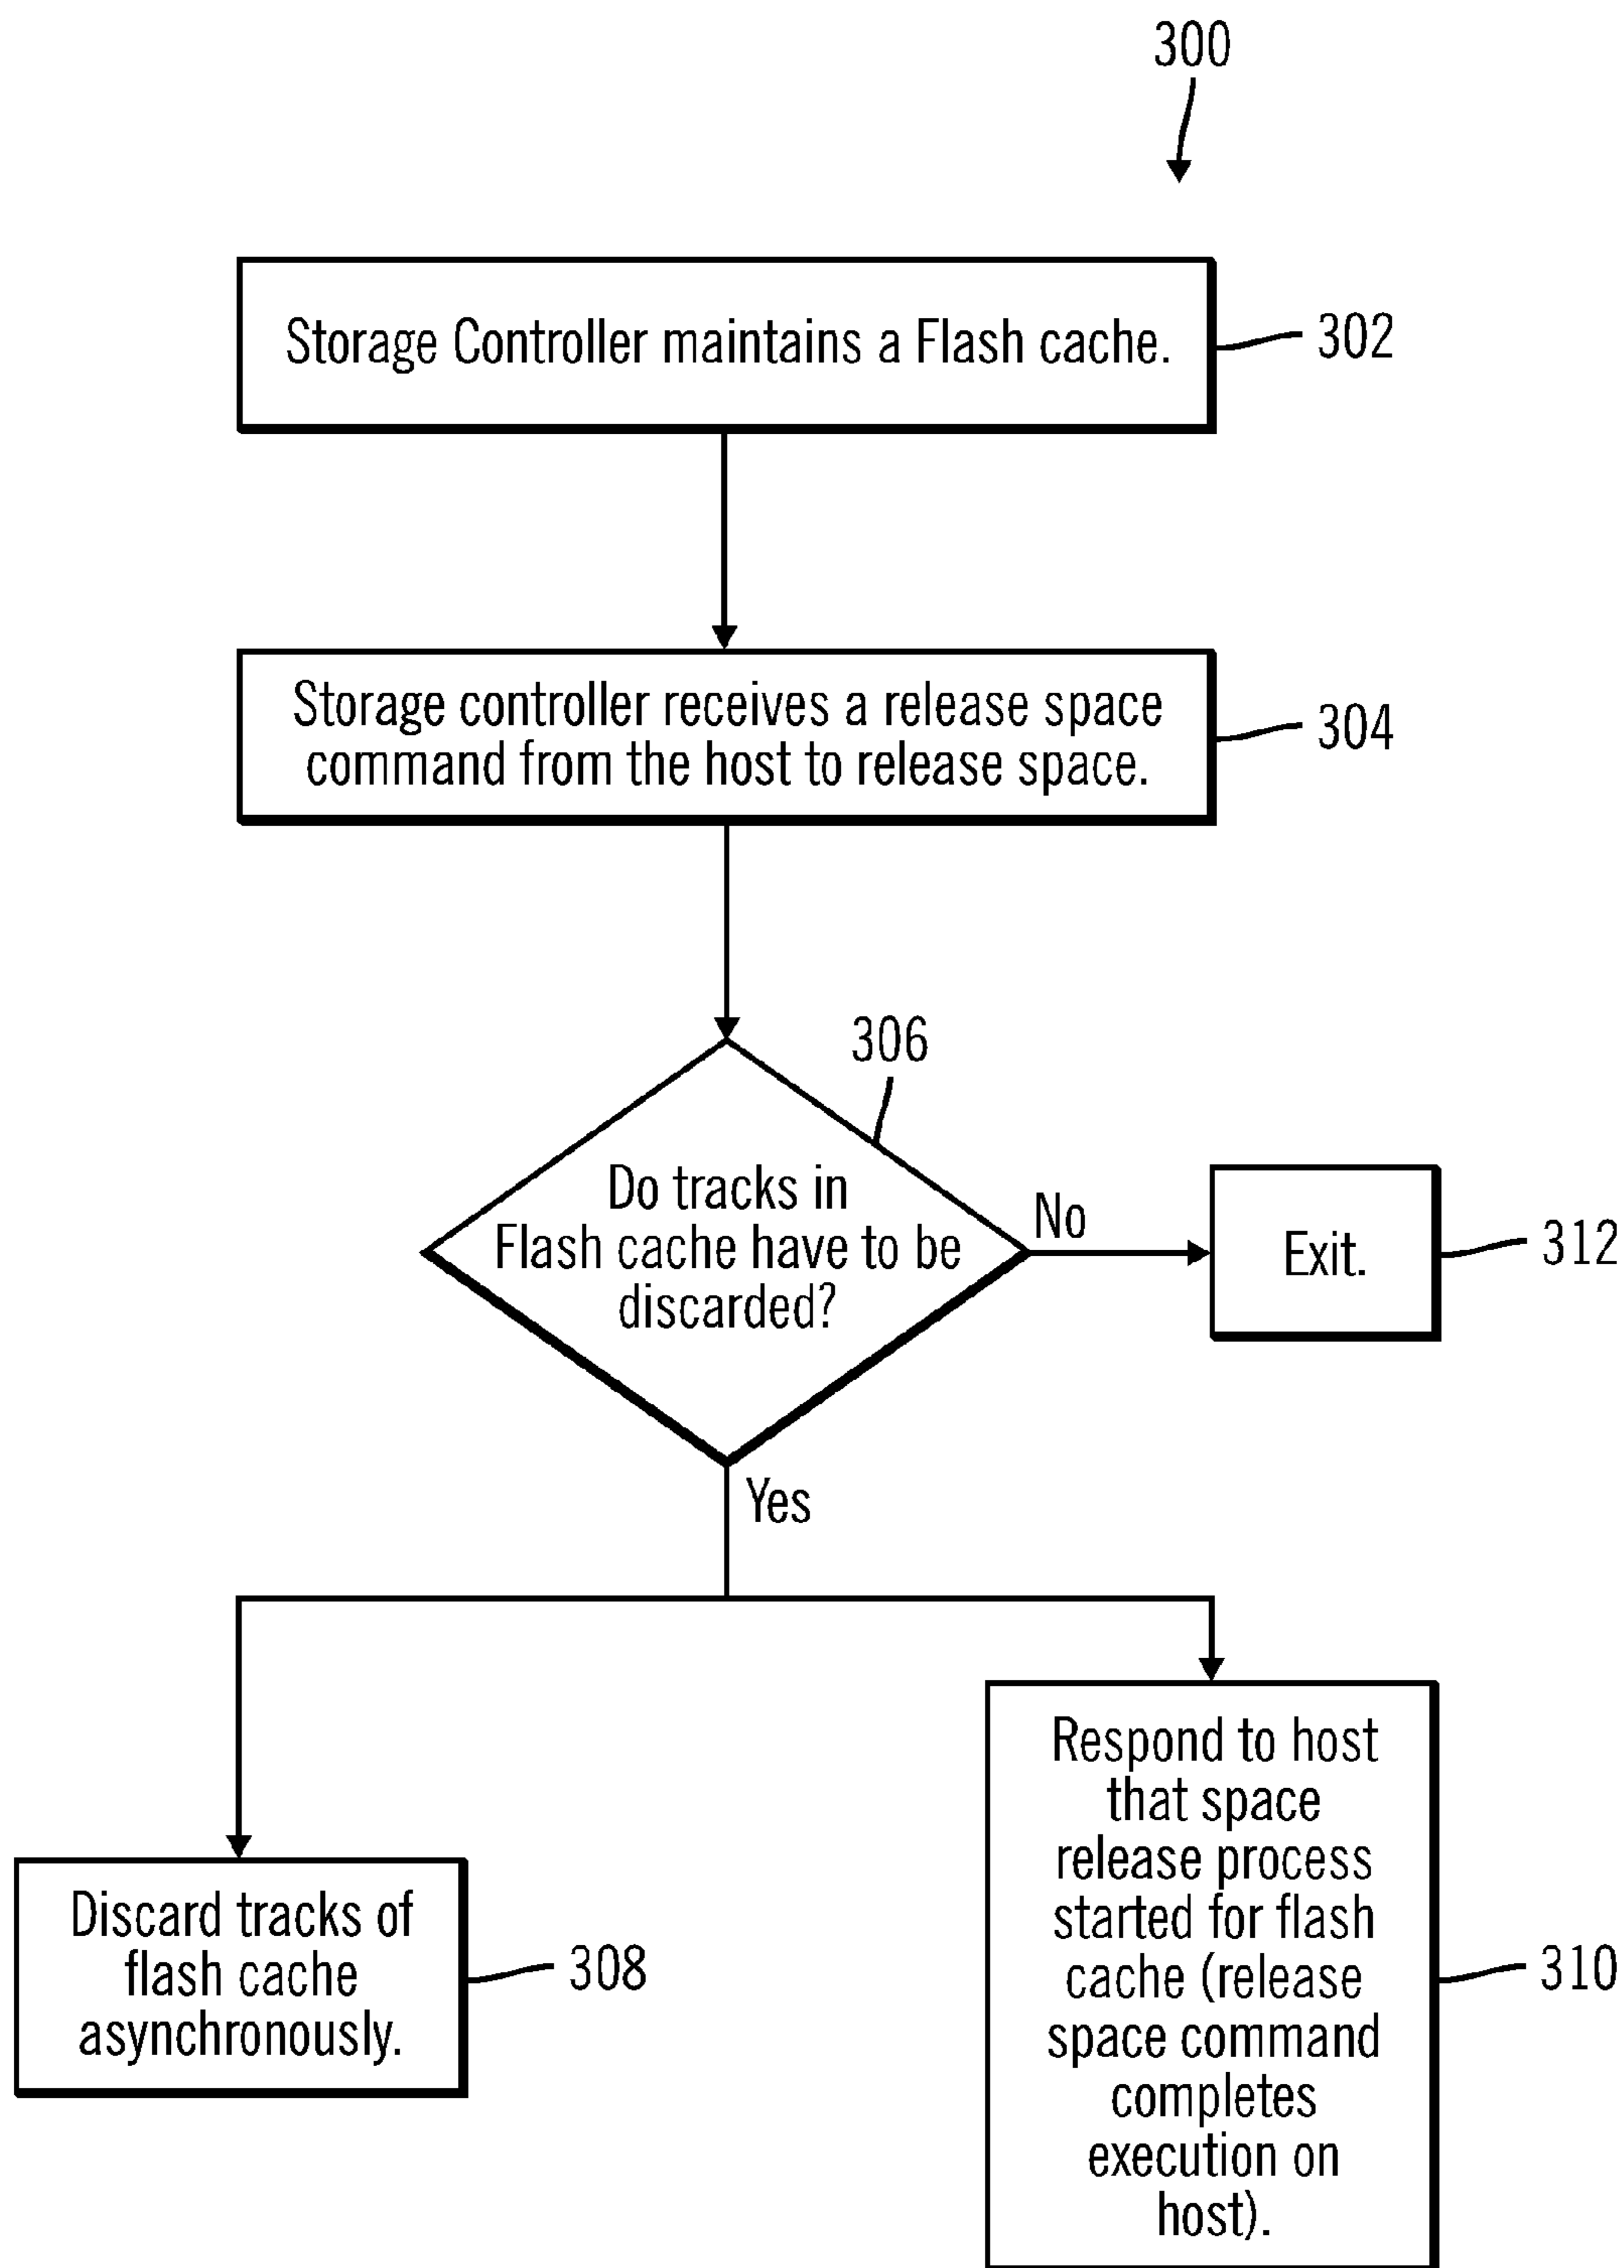 300
Storage Controller maintains a Flash cache.
302
Storage controller receives a release space
command from the host to release space.
304
306
Do tracks in
Flash cache have to be
discarded?
No
Exit.
312
Yes
Discard tracks of
flash cache
asynchronously.
308
Respond to host
that space
release process
started for flash
cache (release
space command
completes
execution on
host).
310